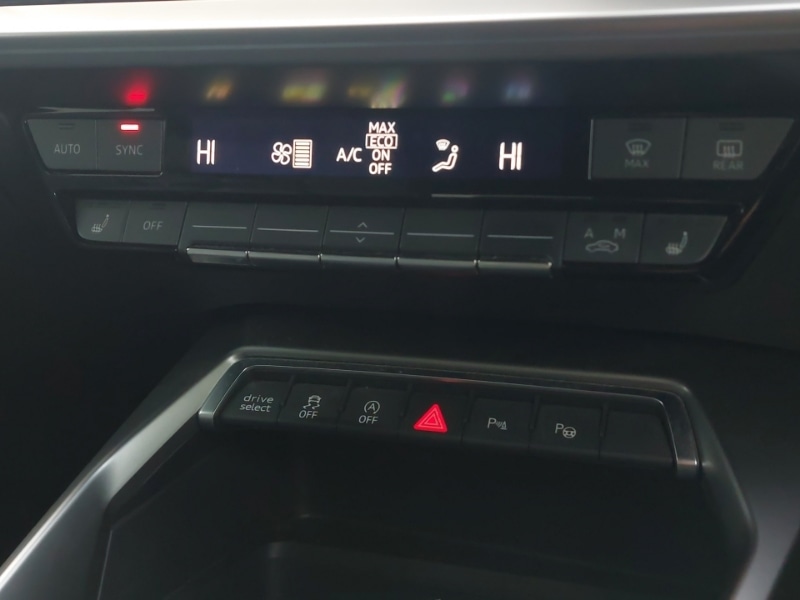 AUTO
SYNC
HI
A/C
MAX
ECO
ON
OFF
HI
MAX
REAR
OFF
A M
drive
select
OFF
A
OFF
P
P